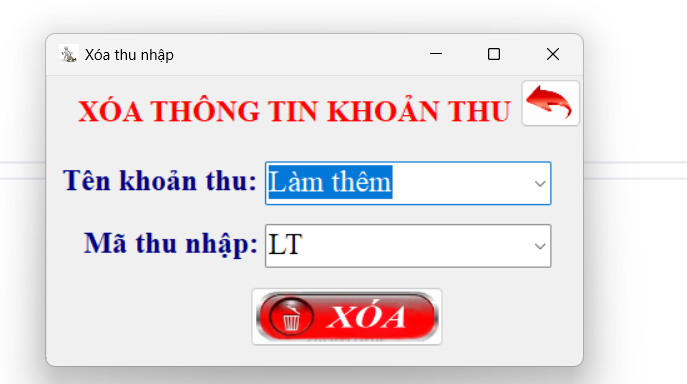 Xóa thu nhập
XÓA THÔNG TIN KHOẢN THU
Tên khoản thu: Làm thêm
Mã thu nhập: LT
XÓA